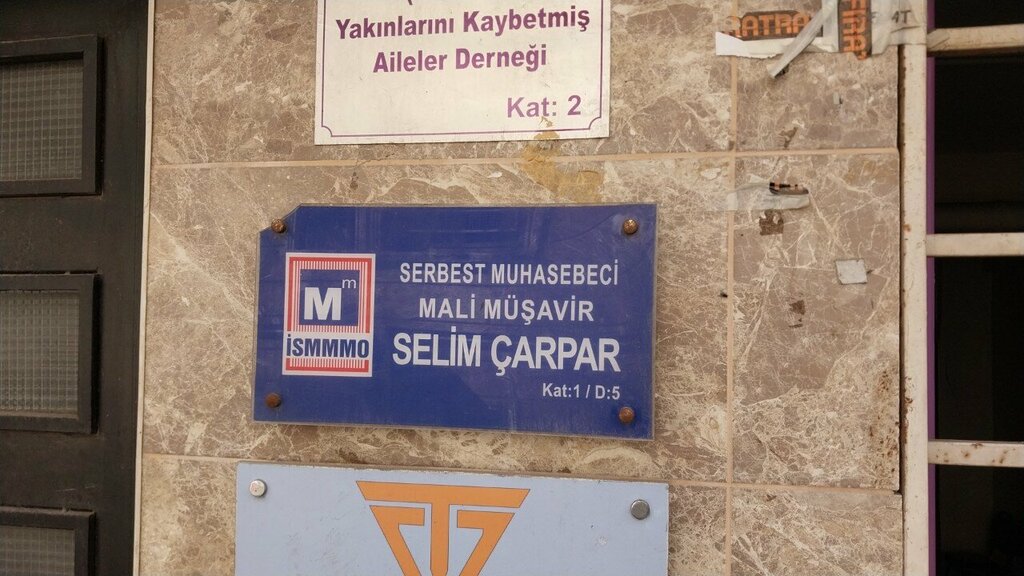 Yakınlarını Kaybetmiş
Aileler Derneği
Kat: 2
M m
İSMMMO
SERBEST MUHASEBECİ
MALİ MÜŞAVİR
SELİM ÇARPAR
Kat:1 / D:5